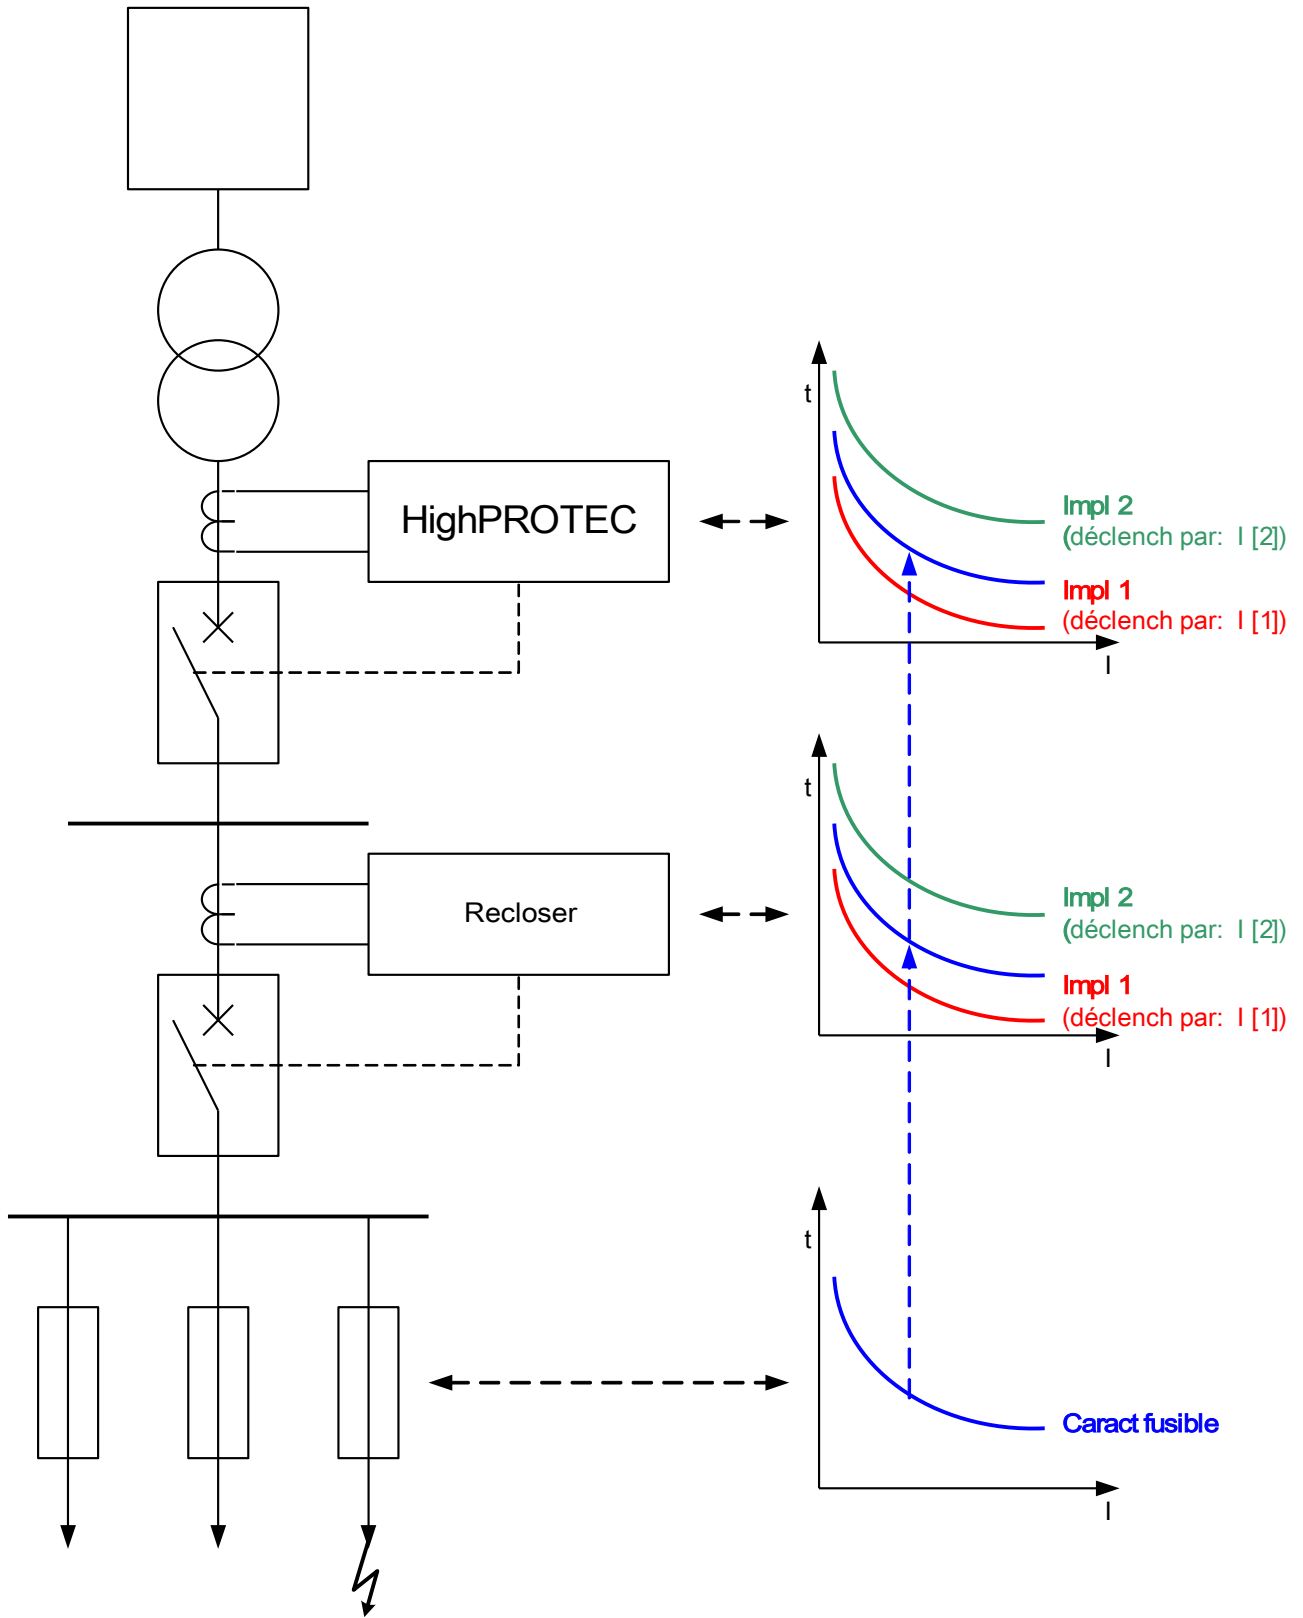 t
HighPROTEC
Impl 2
(déclench par: I [2])
Impl 1
(déclench par: I [1])
I
t
Recloser
Impl 2
(déclench par: I [2])
Impl 1
(déclench par: I [1])
I
t
Caract fusible
I